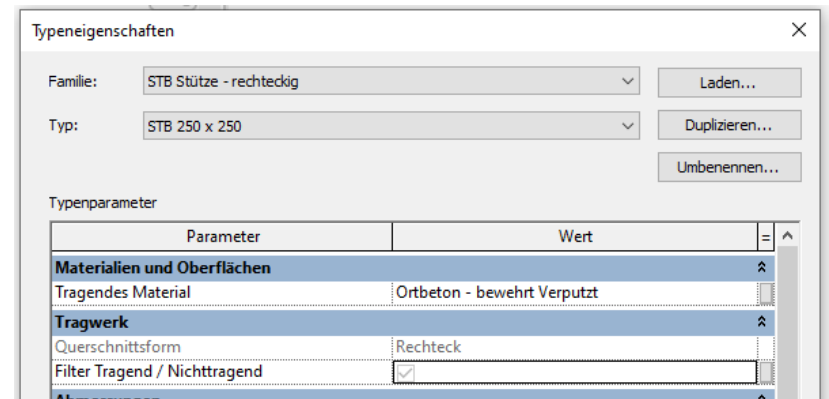 Typeneigenschaften
Familie: STB Stütze - rechteckig Laden...
Typ: STB 250 x 250 Duplizieren...
Umbenennen...
Typenparameter
Parameter Wert =
Materialien und Oberflächen
Tragendes Material Ortbeton - bewehrt Verputzt
Tragwerk
Querschnittsform Rechteck
Filter Tragend / Nichttragend